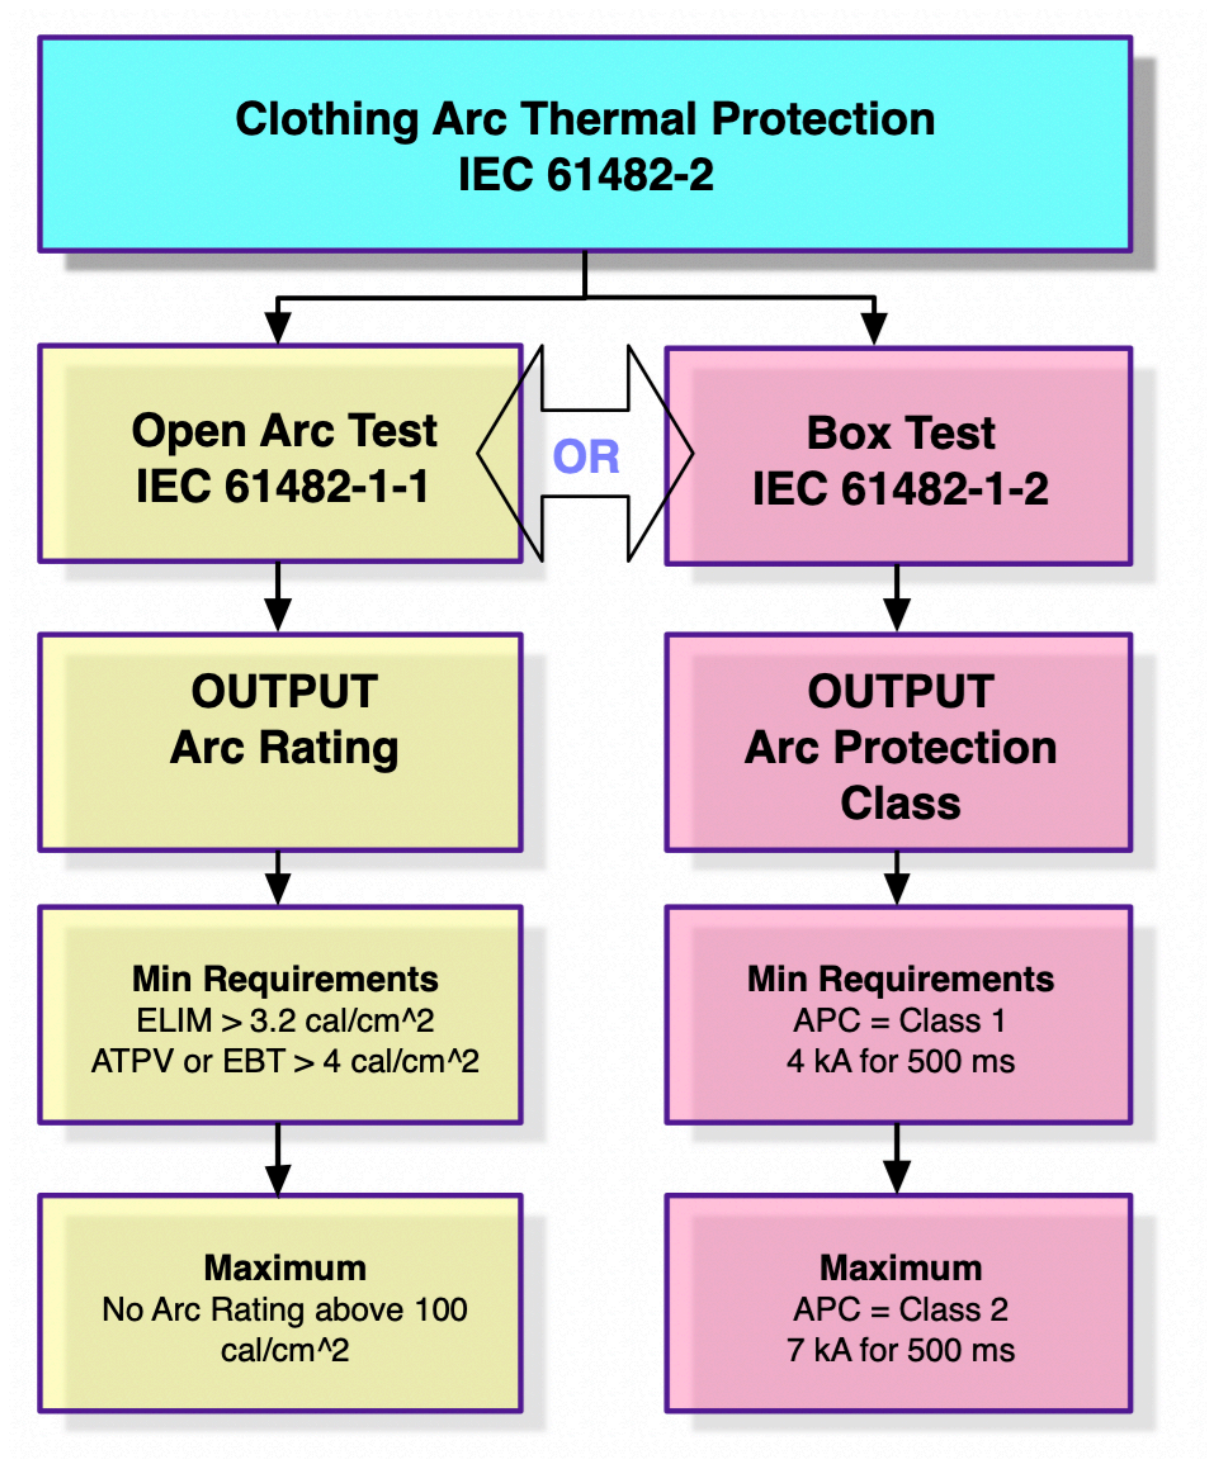 Clothing Arc Thermal Protection
IEC 61482-2
Open Arc Test
IEC 61482-1-1
OR
Box Test
IEC 61482-1-2
OUTPUT
Arc Rating
OUTPUT
Arc Protection
Class
Min Requirements
ELIM > 3.2 cal/cm^2
ATPV or EBT > 4 cal/cm^2
Min Requirements
APC = Class 1
4 kA for 500 ms
Maximum
No Arc Rating above 100
cal/cm^2
Maximum
APC = Class 2
7 kA for 500 ms